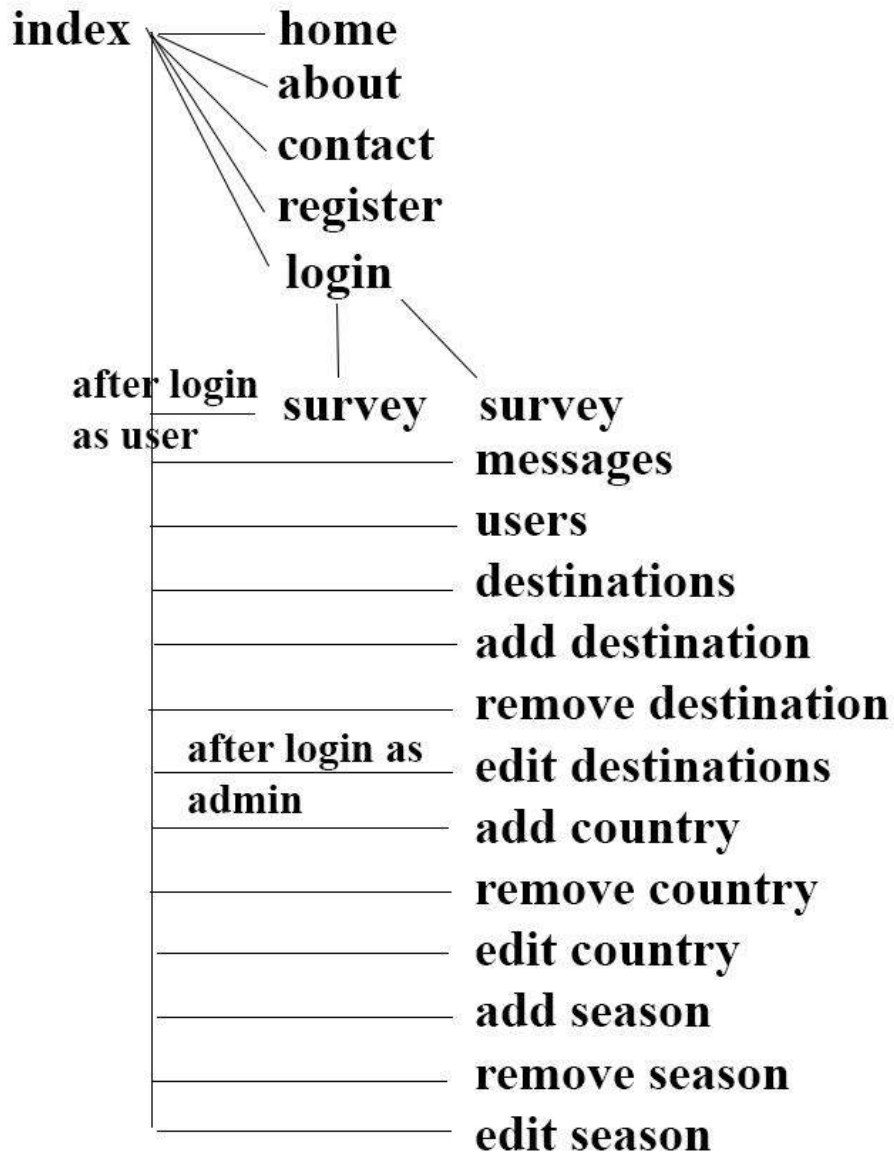 index home
about
contact
register
login
after login
as user
survey survey
messages
users
destinations
add destination
remove destination
after login as
admin
edit destinations
add country
remove country
edit country
add season
remove season
edit season